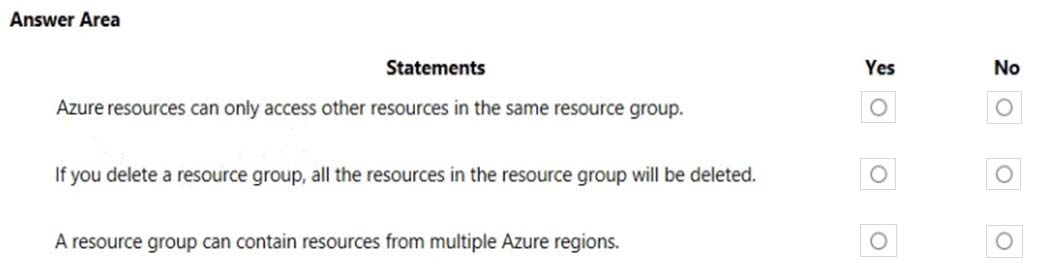 Answer Area
Statements Yes No
Azure resources can only access other resources in the same resource group.
If you delete a resource group, all the resources in the resource group will be deleted.
A resource group can contain resources from multiple Azure regions.